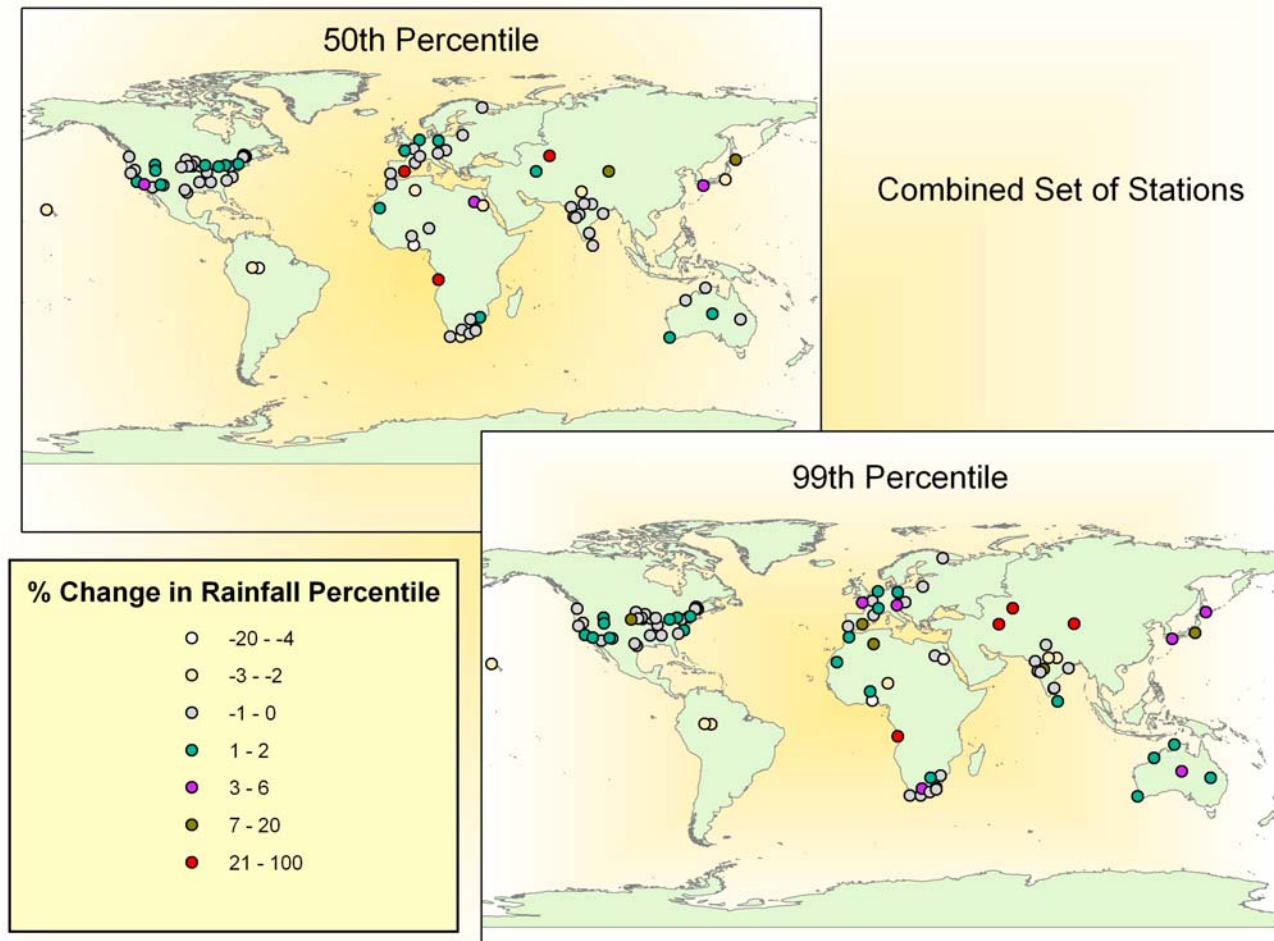 50th Percentile
Combined Set of Stations
99th Percentile
% Change in Rainfall Percentile
-20 - -4
-3 - -2
-1 - 0
1 - 2
3 - 6
7 - 20
21 - 100